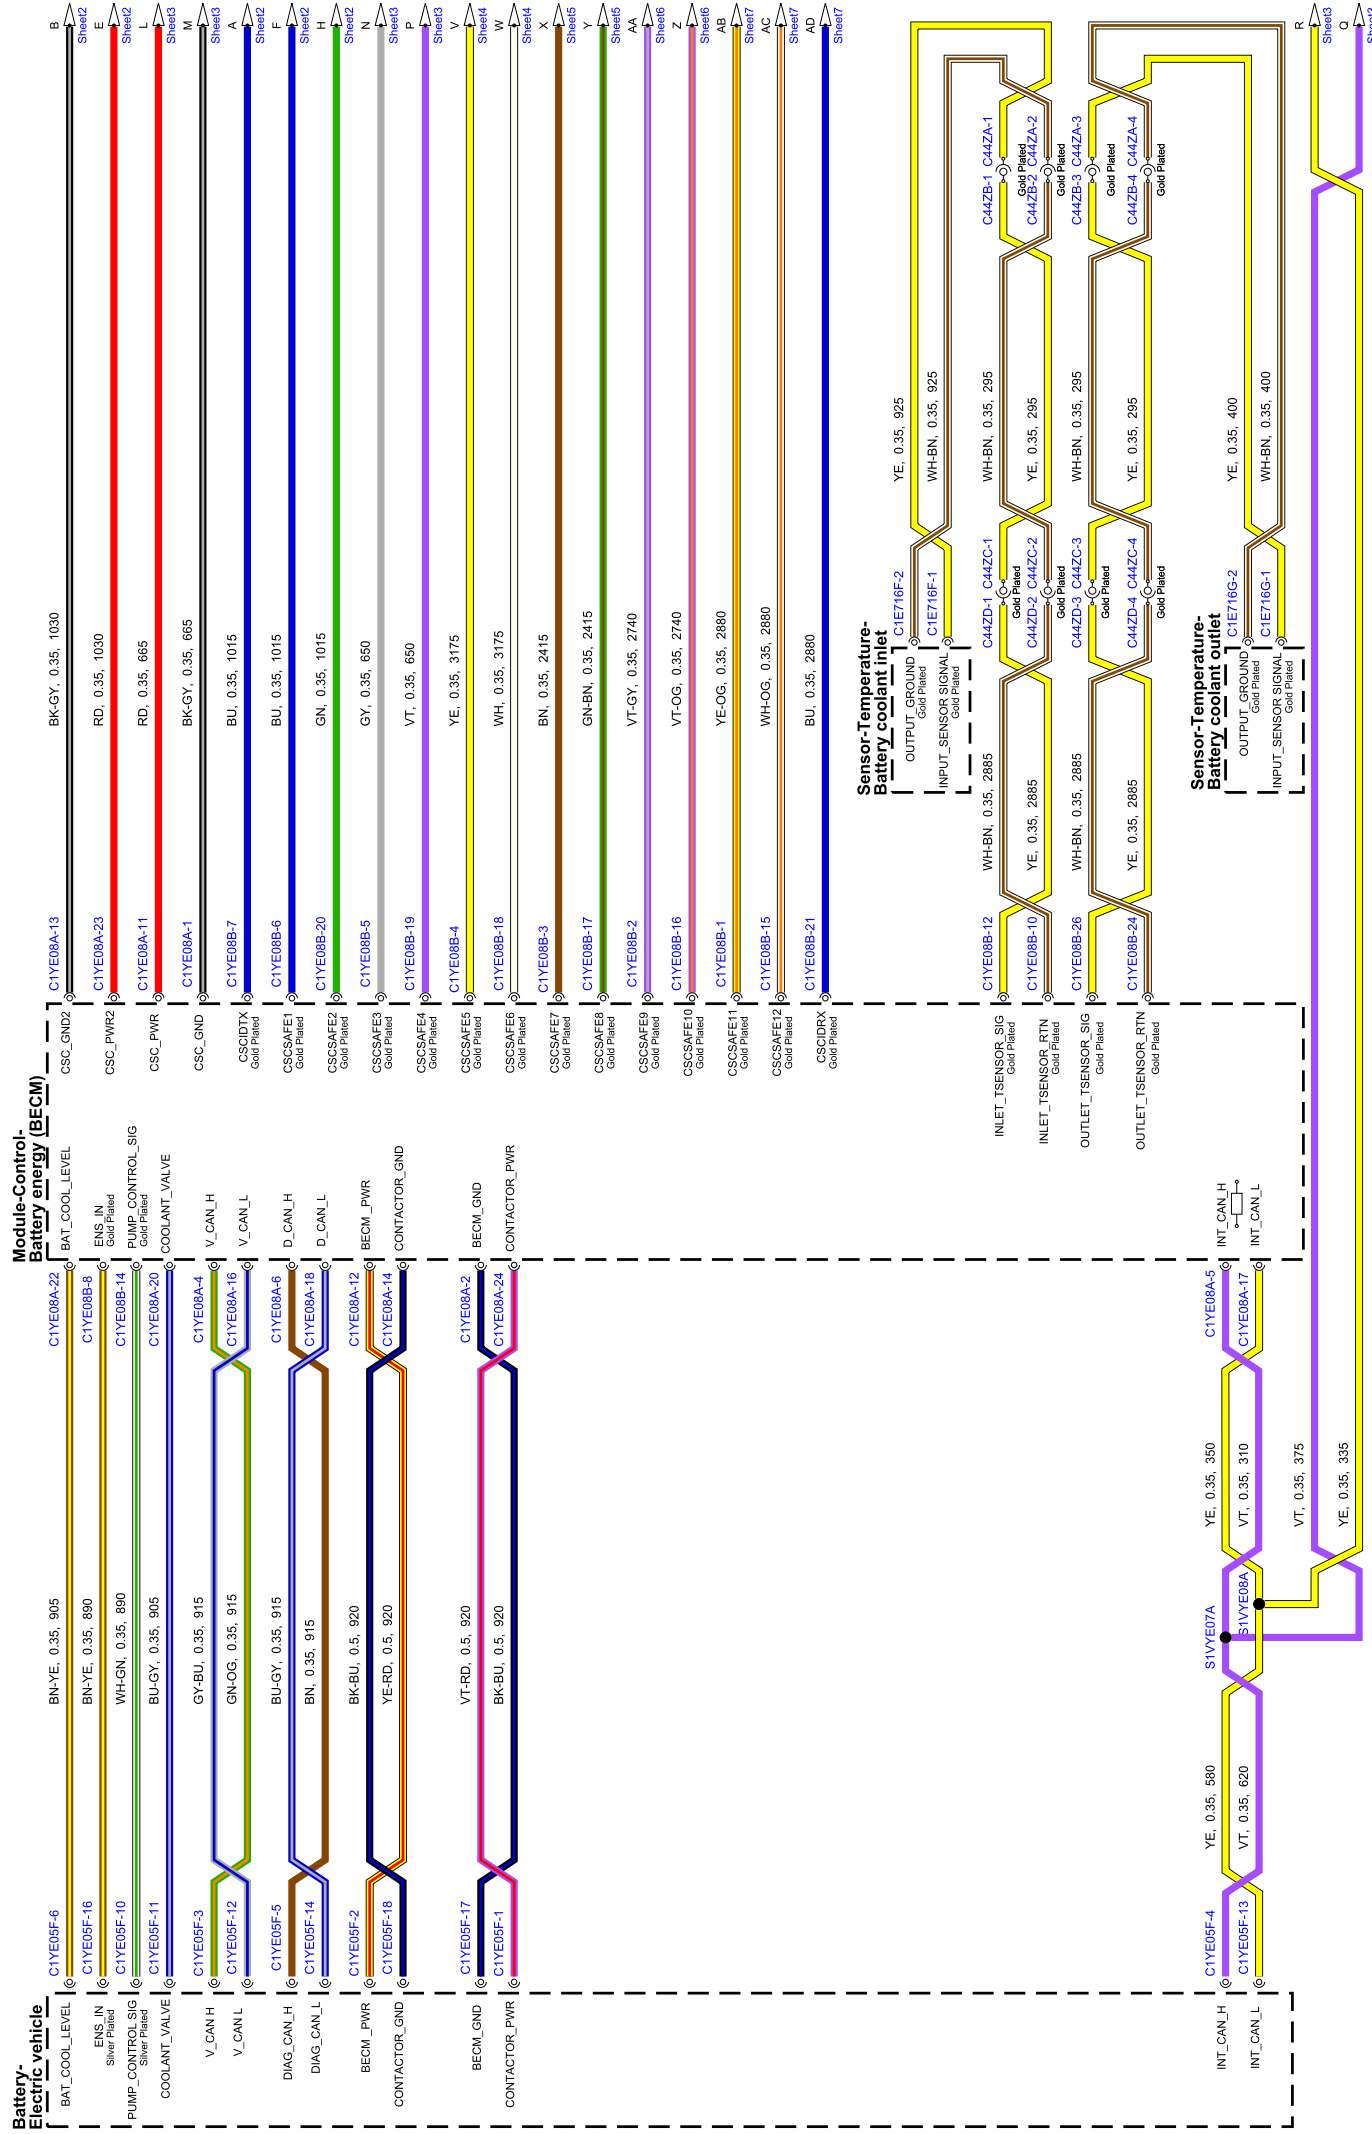 Battery-
Electric vehicle
BAT_COOL_LEVEL
ENS_IN
Silver Plated
PUMP_CONTROL SIG
Silver Plated
COOLANT_VALVE
V_CAN H
V_CAN L
DIAG_CAN_H
DIAG_CAN_L
BECM _PWR
CONTACTOR_GND
BECM_GND
CONTACTOR_PWR
INT_CAN_H
INT_CAN_L
C1YE05F-6
C1YE05F-16
C1YE05F-10
C1YE05F-11
C1YE05F-3
C1YE05F-12
C1YE05F-5
C1YE05F-14
C1YE05F-2
C1YE05F-18
C1YE05F-17
C1YE05F-1
C1YE05F-4
C1YE05F-13
BN-YE, 0.35, 905
BN-YE, 0.35, 890
WH-GN, 0.35, 890
BU-GY, 0.35, 905
GY-BU, 0.35, 915
GN-OG, 0.35, 915
BU-GY, 0.35, 915
BN, 0.35, 915
BK-BU, 0.5, 920
YE-RD, 0.5, 920
VT-RD, 0.5, 920
BK-BU, 0.5, 920
YE, 0.35, 580
VT, 0.35, 620
S1VYE07A
S1VYE08A
YE, 0.35, 350
VT, 0.35, 310
VT, 0.35, 375
YE, 0.35, 335
C1YE08A-22
C1YE08B-8
C1YE08B-14
C1YE08A-20
C1YE08A-4
C1YE08A-16
C1YE08A-6
C1YE08A-18
C1YE08A-12
C1YE08A-14
C1YE08A-2
C1YE08A-24
C1YE08A-5
C1YE08A-17
Module-Control-
Battery energy (BECM)
BAT_COOL_LEVEL
ENS_IN
Gold Plated
PUMP_CONTROL_SIG
Gold Plated
COOLANT_VALVE
V_CAN_H
V_CAN_L
D_CAN_H
D_CAN_L
BECM _PWR
CONTACTOR_GND
BECM_GND
CONTACTOR_PWR
INT_CAN_H
INT_CAN_L
CSC_GND2
CSC_PWR2
CSC_PWR
CSC_GND
CSCIDTX
Gold Plated
CSCSAFE1
Gold Plated
CSCSAFE2
Gold Plated
CSCSAFE3
Gold Plated
CSCSAFE4
Gold Plated
CSCSAFE5
Gold Plated
CSCSAFE6
Gold Plated
CSCSAFE7
Gold Plated
CSCSAFE8
Gold Plated
CSCSAFE9
Gold Plated
CSCSAFE10
Gold Plated
CSCSAFE11
Gold Plated
CSCSAFE12
Gold Plated
CSCIDRX
Gold Plated
INLET_TSENSOR_SIG
Gold Plated
INLET_TSENSOR_RTN
Gold Plated
OUTLET_TSENSOR_SIG
Gold Plated
OUTLET_TSENSOR_RTN
Gold Plated
C1YE08A-13
C1YE08A-23
C1YE08A-11
C1YE08A-1
C1YE08B-7
C1YE08B-6
C1YE08B-20
C1YE08B-5
C1YE08B-19
C1YE08B-4
C1YE08B-18
C1YE08B-3
C1YE08B-17
C1YE08B-2
C1YE08B-16
C1YE08B-1
C1YE08B-15
C1YE08B-21
C1YE08B-12
C1YE08B-10
C1YE08B-26
C1YE08B-24
BK-GY, 0.35, 1030
RD, 0.35, 1030
RD, 0.35, 665
BK-GY, 0.35, 665
BU, 0.35, 1015
BU, 0.35, 1015
GN, 0.35, 1015
GY, 0.35, 650
VT, 0.35, 650
YE, 0.35, 3175
WH, 0.35, 3175
BN, 0.35, 2415
GN-BN, 0.35, 2415
VT-GY, 0.35, 2740
VT-OG, 0.35, 2740
YE-OG, 0.35, 2880
WH-OG, 0.35, 2880
BU, 0.35, 2880
WH-BN, 0.35, 2885
YE, 0.35, 2885
WH-BN, 0.35, 2885
YE, 0.35, 2885
Sensor-Temperature-
Battery coolant inlet
OUTPUT_GROUND
Gold Plated
INPUT_SENSOR SIGNAL
Gold Plated
C1E716F-2
C1E716F-1
Sensor-Temperature-
Battery coolant outlet
OUTPUT_GROUND
Gold Plated
INPUT_SENSOR SIGNAL
Gold Plated
C1E716G-2
C1E716G-1
C44ZD-1 C44ZC-1
Gold Plated
C44ZD-2 C44ZC-2
Gold Plated
C44ZD-3 C44ZC-3
Gold Plated
C44ZD-4 C44ZC-4
Gold Plated
YE, 0.35, 925
WH-BN, 0.35, 925
WH-BN, 0.35, 295
YE, 0.35, 295
WH-BN, 0.35, 295
YE, 0.35, 295
YE, 0.35, 400
WH-BN, 0.35, 400
C44ZB-1 C44ZA-1
Gold Plated
C44ZB-2 C44ZA-2
Gold Plated
C44ZB-3 C44ZA-3
Gold Plated
C44ZB-4 C44ZA-4
Gold Plated
B
Sheet2
E
Sheet2
L
Sheet3
M
Sheet3
A
Sheet2
F
Sheet2
H
Sheet2
N
Sheet3
P
Sheet3
V
Sheet4
W
Sheet4
X
Sheet5
Y
Sheet5
AA
Sheet6
Z
Sheet6
AB
Sheet7
AC
Sheet7
AD
Sheet7
R
Sheet3
Q